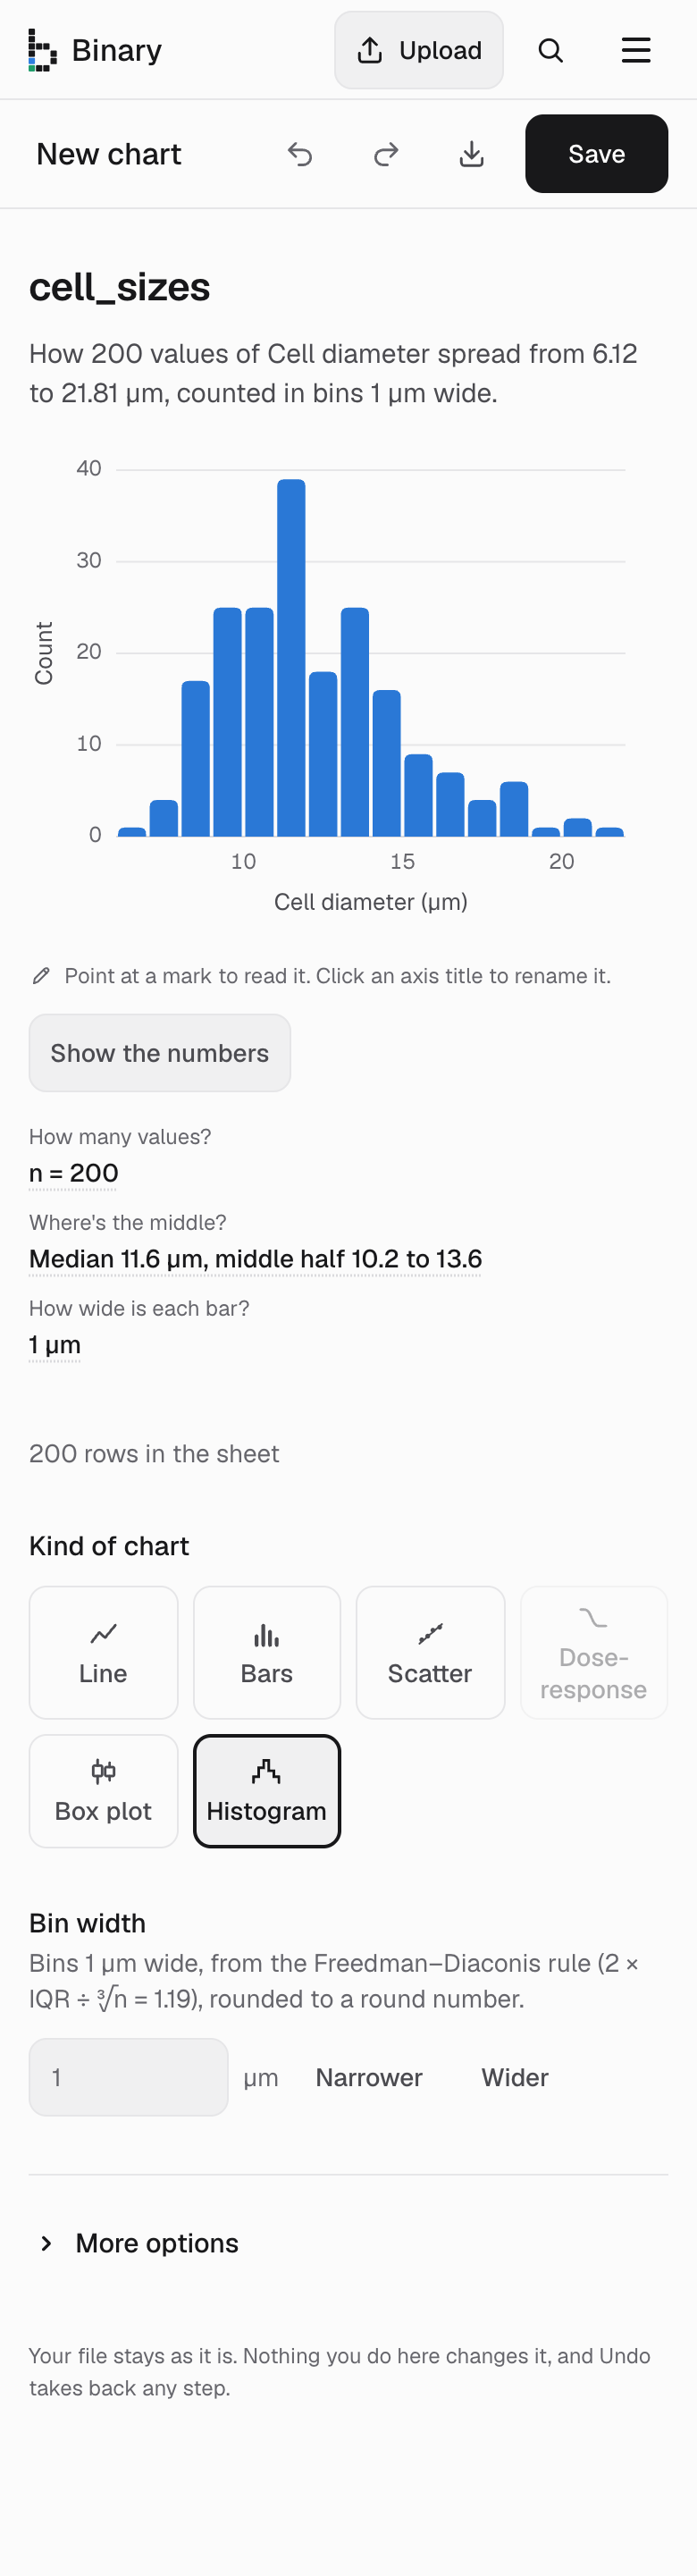 Binary
Upload
New chart
Save
cell_sizes
How 200 values of Cell diameter spread from 6.12
to 21.81 µm, counted in bins 1 µm wide.
40
30
20
10
0
Count
10
15
20
Cell diameter (µm)
Point at a mark to read it. Click an axis title to rename it.
Show the numbers
How many values?
n = 200
Where's the middle?
Median 11.6 µm, middle half 10.2 to 13.6
How wide is each bar?
1 µm
200 rows in the sheet
Kind of chart
Line
Bars
Scatter
Dose-
response
Box plot
Histogram
Bin width
Bins 1 µm wide, from the Freedman–Diaconis rule (2 ×
IQR ÷ ∛n = 1.19), rounded to a round number.
1
µm
Narrower
Wider
More options
Your file stays as it is. Nothing you do here changes it, and Undo
takes back any step.